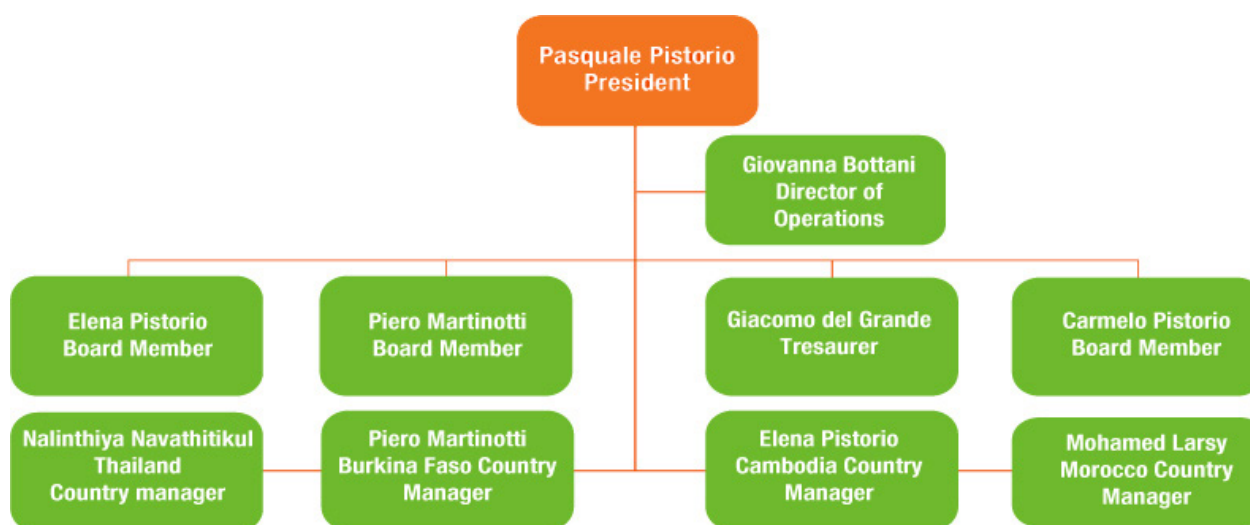 Pasquale Pistorio
President
Giovanna Bottani
Director of
Operations
Elena Pistorio
Board Member
Piero Martinotti
Board Member
Giacomo del Grande
Tresaurer
Carmelo Pistorio
Board Member
Nalinthiya Navathitikul
Thailand
Country manager
Piero Martinotti
Burkina Faso Country
Manager
Elena Pistorio
Cambodia Country
Manager
Mohamed Larsy
Morocco Country
Manager